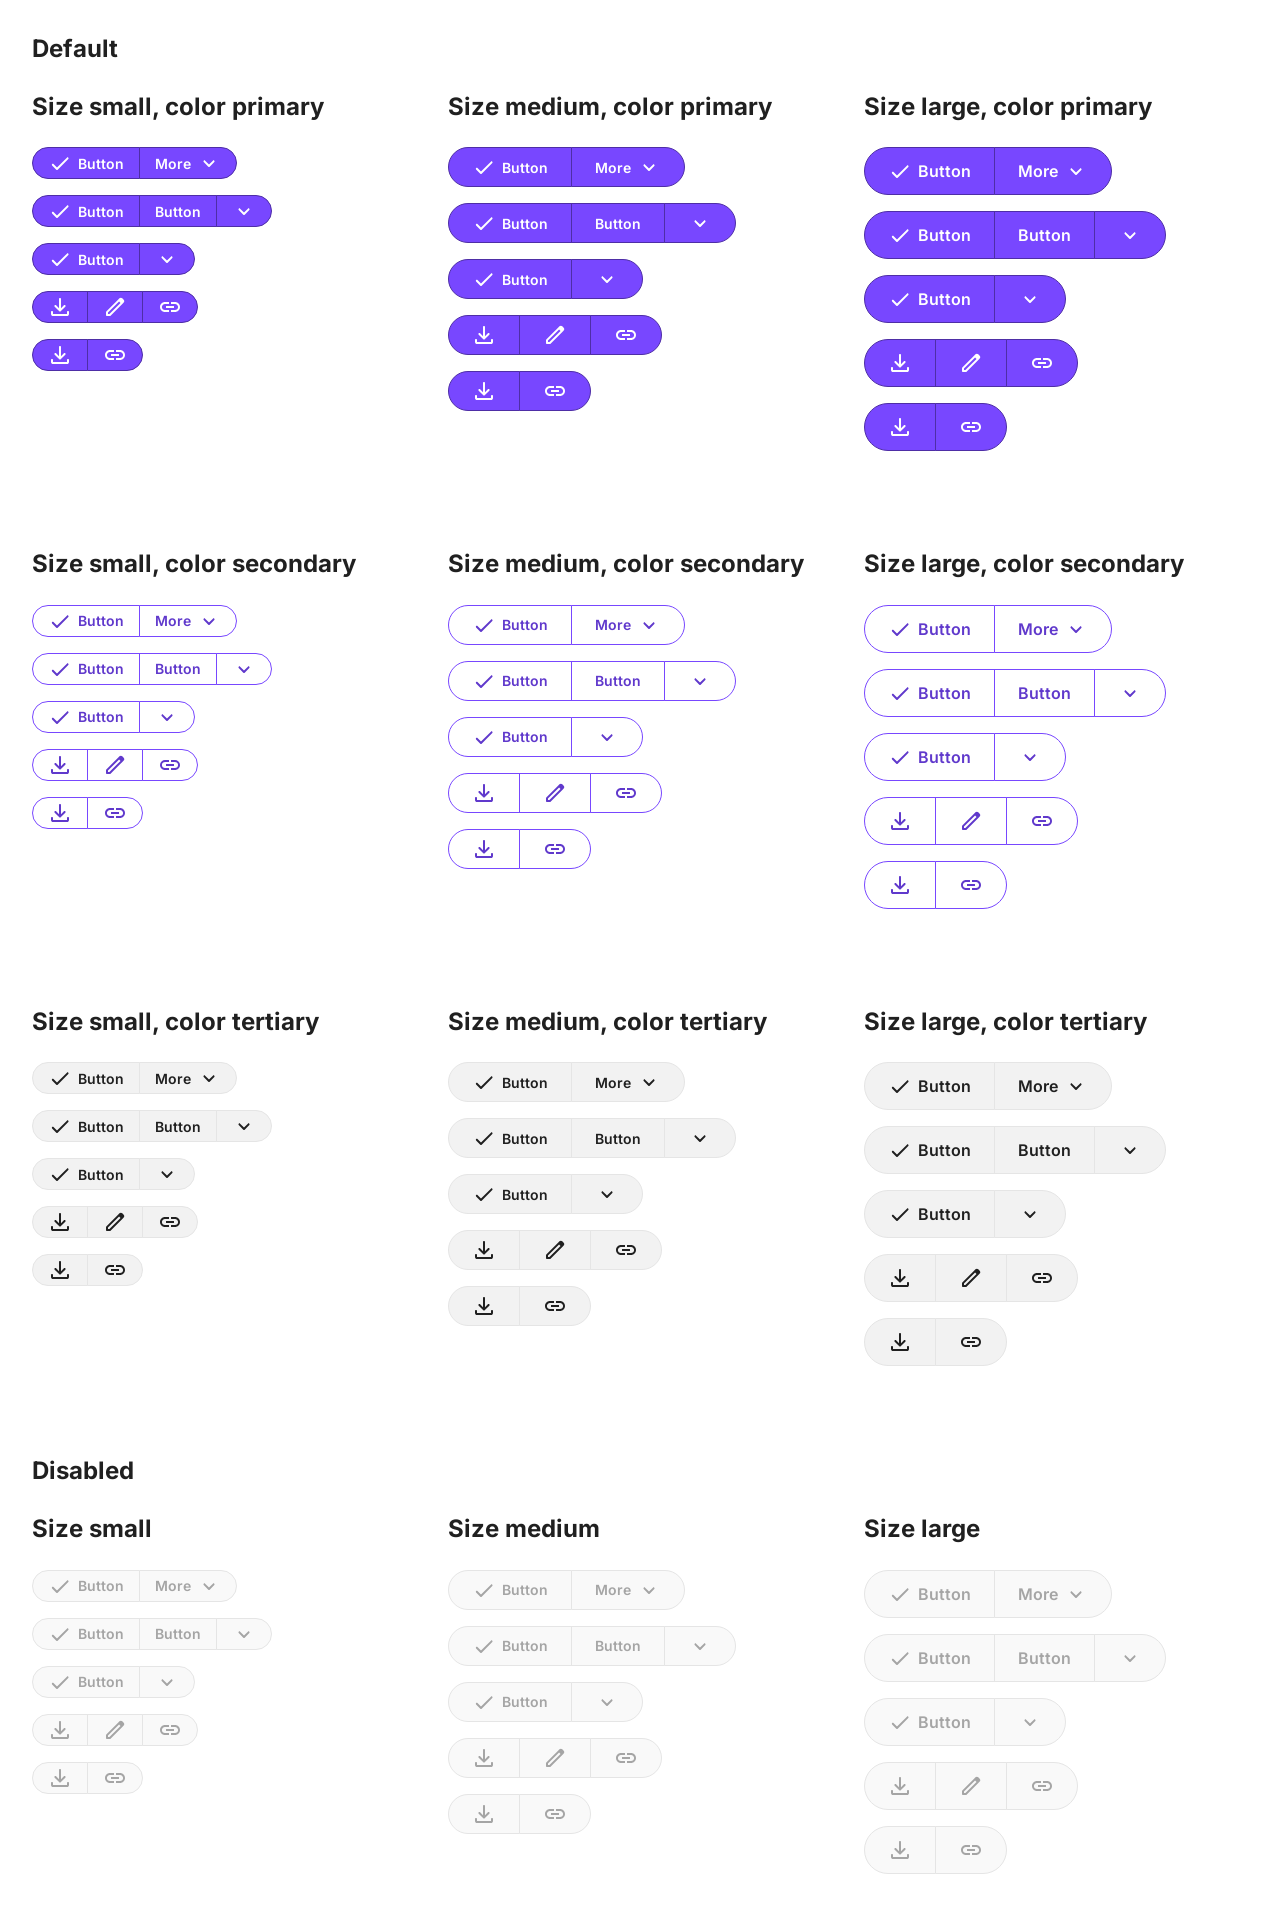 Default
Size small, color primary
Size medium, color primary
Size large, color primary
Button More
Button More
Button More
Button Button
Button Button
Button Button
Button
Button
Button
Size small, color secondary
Size medium, color secondary
Size large, color secondary
Button More
Button More
Button More
Button Button
Button Button
Button Button
Button
Button
Button
Size small, color tertiary
Size medium, color tertiary
Size large, color tertiary
Button More
Button More
Button More
Button Button
Button Button
Button Button
Button
Button
Button
Disabled
Size small
Size medium
Size large
Button More
Button More
Button More
Button Button
Button Button
Button Button
Button
Button
Button